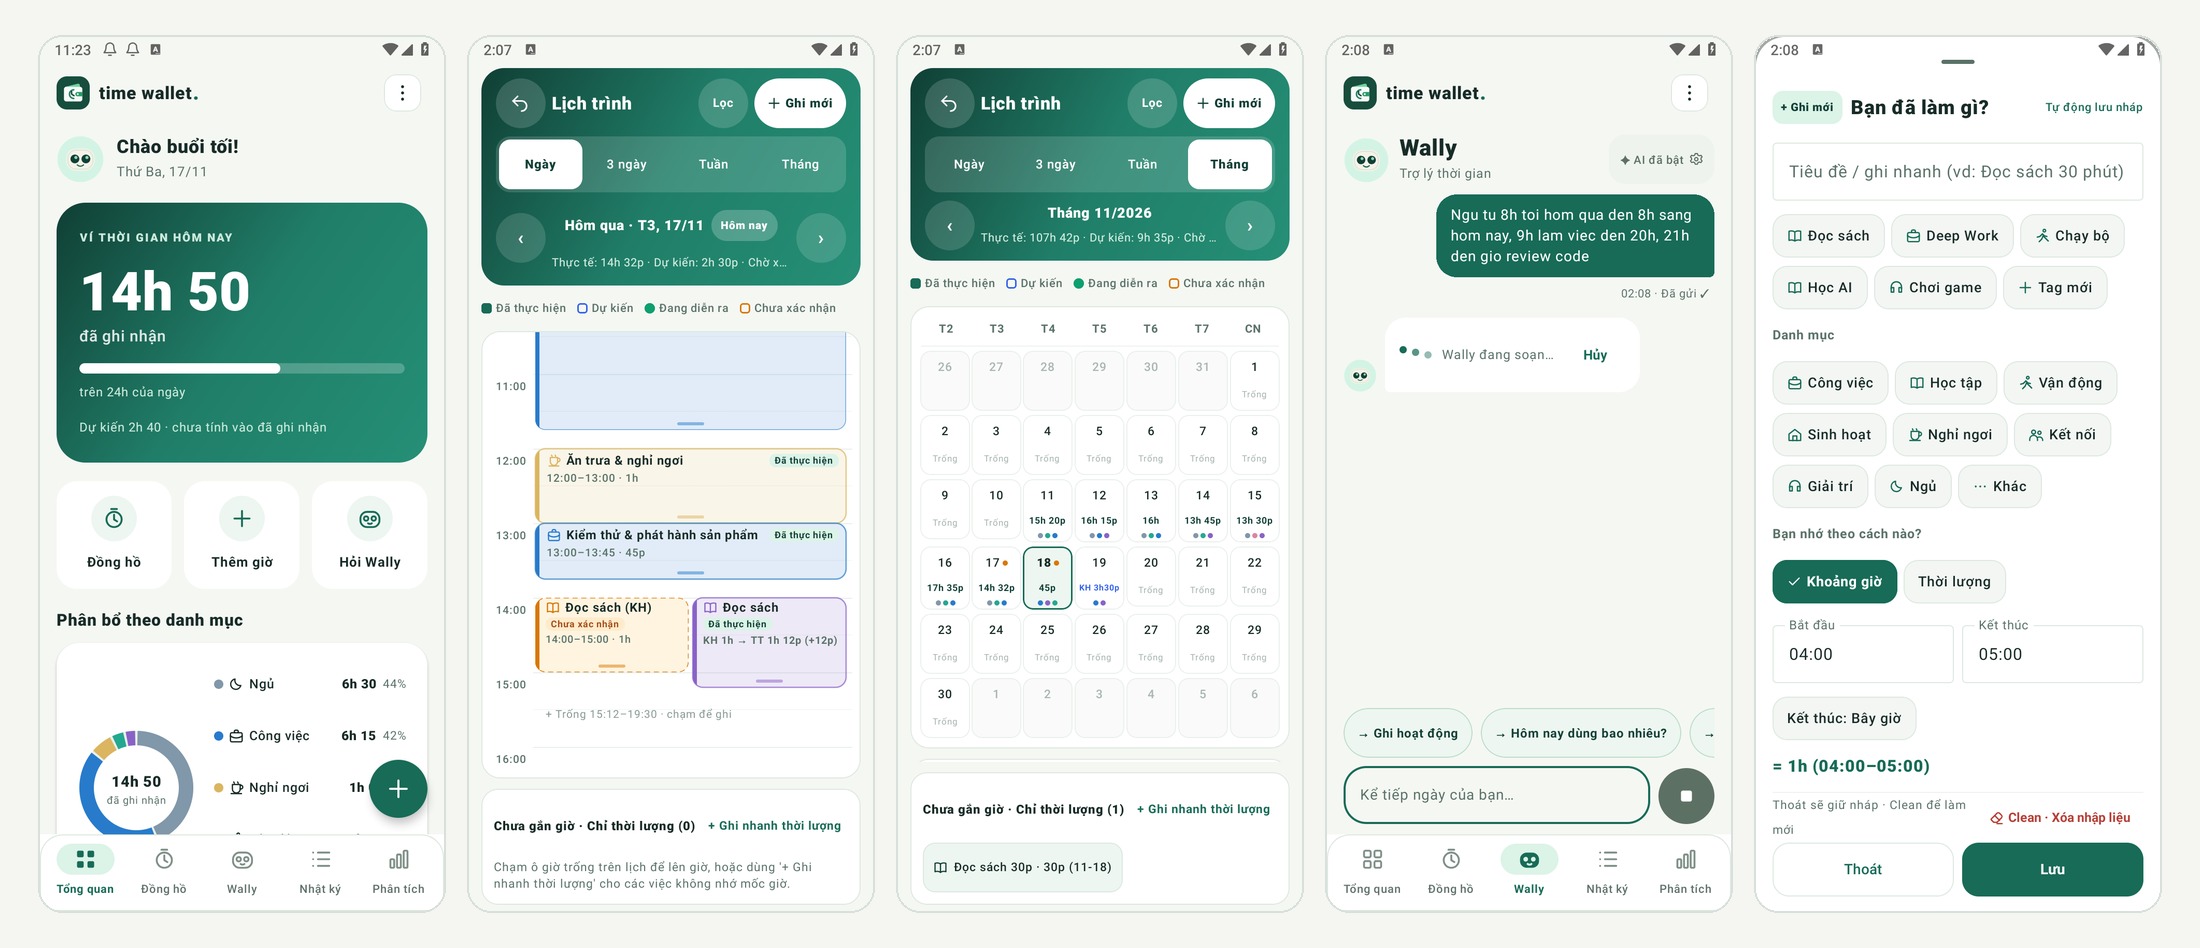 11:23
time wallet.
Chào buổi tối!
Thứ Ba, 17/11
VÍ THỜI GIAN HÔM NAY
14h 50
đã ghi nhận
trên 24h của ngày
Dự kiến 2h 40 · chưa tính vào đã ghi nhận
Đồng hồ
Thêm giờ
Hỏi Wally
Phân bổ theo danh mục
14h 50
đã ghi nhận
Ngủ 6h 30 44%
Công việc 6h 15 42%
Nghỉ ngơi 1h
Tổng quan
Đồng hồ
Wally
Nhật ký
Phân tích
2:07
Lịch trình
Lọc
+ Ghi mới
Ngày
3 ngày
Tuần
Tháng
‹
Hôm qua · T3, 17/11
Hôm nay
›
Thực tế: 14h 32p · Dự kiến: 2h 30p · Chờ x...
Đã thực hiện
Dự kiến
Đang diễn ra
Chưa xác nhận
11:00
12:00
Ăn trưa & nghỉ ngơi
Đã thực hiện
12:00–13:00 · 1h
13:00
Kiểm thử & phát hành sản phẩm
Đã thực hiện
13:00–13:45 · 45p
14:00
Đọc sách (KH)
Chưa xác nhận
14:00–15:00 · 1h
Đọc sách
Đã thực hiện
KH 1h → TT 1h 12p (+12p)
15:00
+ Trống 15:12–19:30 · chạm để ghi
16:00
Chưa gắn giờ · Chỉ thời lượng (0)
+ Ghi nhanh thời lượng
Chạm ô giờ trống trên lịch để lên giờ, hoặc dùng '+ Ghi
nhanh thời lượng' cho các việc không nhớ mốc giờ.
2:07
Lịch trình
Lọc
+ Ghi mới
Ngày
3 ngày
Tuần
Tháng
‹
Tháng 11/2026
›
Thực tế: 107h 42p · Dự kiến: 9h 35p · Chờ ...
Đã thực hiện
Dự kiến
Đang diễn ra
Chưa xác nhận
T2 T3 T4 T5 T6 T7 CN
26 27 28 29 30 31 1
Trống
2 3 4 5 6 7 8
Trống Trống Trống Trống Trống Trống Trống
9 10 11 12 13 14 15
Trống Trống 15h 20p 16h 15p 16h 13h 45p 13h 30p
16 17 18 19 20 21 22
17h 35p 14h 32p 45p KH 3h30p Trống Trống Trống
23 24 25 26 27 28 29
Trống Trống Trống Trống Trống Trống Trống
30 1 2 3 4 5 6
Trống
Chưa gắn giờ · Chỉ thời lượng (1)
+ Ghi nhanh thời lượng
Đọc sách 30p · 30p (11-18)
2:08
time wallet.
Wally
Trợ lý thời gian
AI đã bật
Ngu tu 8h toi hom qua den 8h sang
hom nay, 9h lam viec den 20h, 21h
den gio review code
02:08 · Đã gửi ✓
Wally đang soạn...
Hủy
→ Ghi hoạt động
→ Hôm nay dùng bao nhiêu?
→
Kể tiếp ngày của bạn...
Tổng quan
Đồng hồ
Wally
Nhật ký
Phân tích
2:08
+ Ghi mới
Bạn đã làm gì?
Tự động lưu nháp
Tiêu đề / ghi nhanh (vd: Đọc sách 30 phút)
Đọc sách
Deep Work
Chạy bộ
Học AI
Chơi game
+ Tag mới
Danh mục
Công việc
Học tập
Vận động
Sinh hoạt
Nghỉ ngơi
Kết nối
Giải trí
Ngủ
Khác
Bạn nhớ theo cách nào?
✓ Khoảng giờ
Thời lượng
Bắt đầu
04:00
Kết thúc
05:00
Kết thúc: Bây giờ
= 1h (04:00–05:00)
Thoát sẽ giữ nháp · Clean để làm
mới
Clean · Xóa nhập liệu
Thoát
Lưu